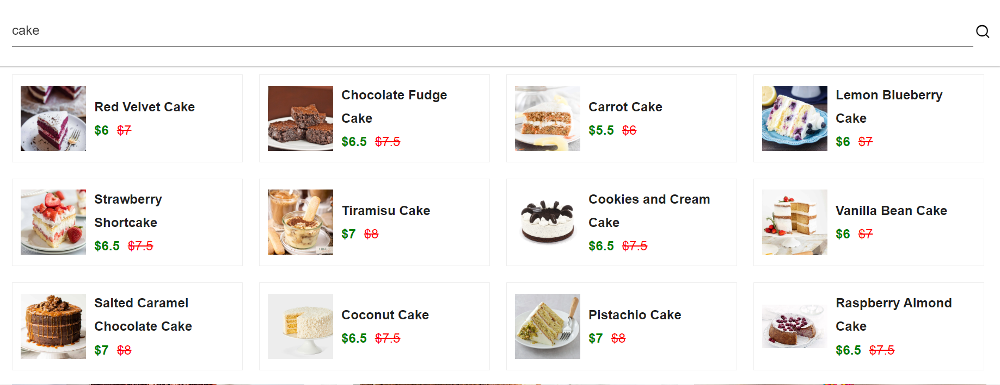 cake
Red Velvet Cake
$6 $7
Chocolate Fudge
Cake
$6.5 $7.5
Carrot Cake
$5.5 $6
Lemon Blueberry
Cake
$6 $7
Strawberry
Shortcake
$6.5 $7.5
Tiramisu Cake
$7 $8
Cookies and Cream
Cake
$6.5 $7.5
Vanilla Bean Cake
$6 $7
Salted Caramel
Chocolate Cake
$7 $8
Coconut Cake
$6.5 $7.5
Pistachio Cake
$7 $8
Raspberry Almond
Cake
$6.5 $7.5